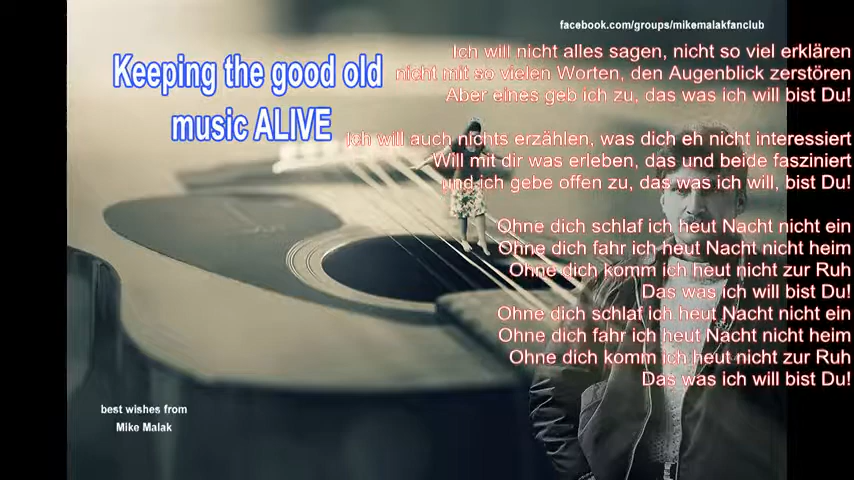 facebook.com/groups/mikemalakfanclub
Keeping the good old
music ALIVE
Ich will nicht alles sagen, nicht so viel erklären
nicht mit so vielen Worten, den Augenblick zerstören
Aber eines geb ich zu, das was ich will bist Du!
Ich will auch nichts erzählen, was dich eh nicht interessiert
Will mit dir was erleben, das und beide fasziniert
und ich gebe offen zu, das was ich will, bist Du!
Ohne dich schlaf ich heut Nacht nicht ein
Ohne dich fahr ich heut Nacht nicht heim
Ohne dich komm ich heut nicht zur Ruh
Das was ich will bist Du!
Ohne dich schlaf ich heut Nacht nicht ein
Ohne dich fahr ich heut Nacht nicht heim
Ohne dich komm ich heut nicht zur Ruh
Das was ich will bist Du!
best wishes from
Mike Malak